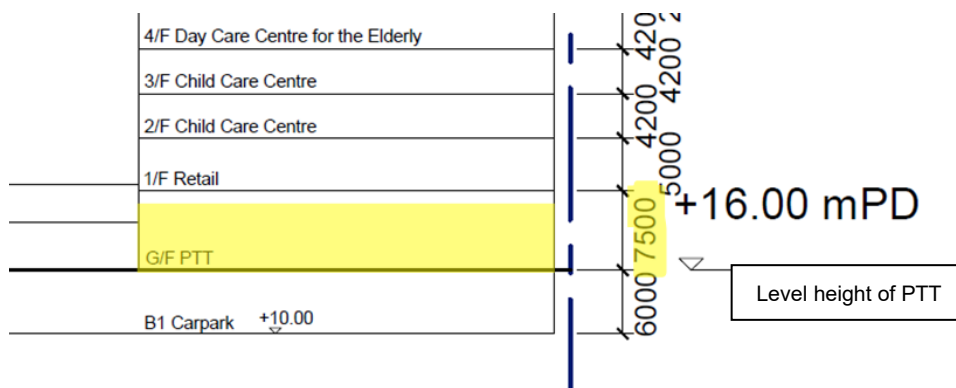 4/F Day Care Centre for the Elderly
3/F Child Care Centre
2/F Child Care Centre
1/F Retail
G/F PTT
B1 Carpark +10.00
4200
4200
5000
7500
6000
+16.00 mPD
Level height of PTT